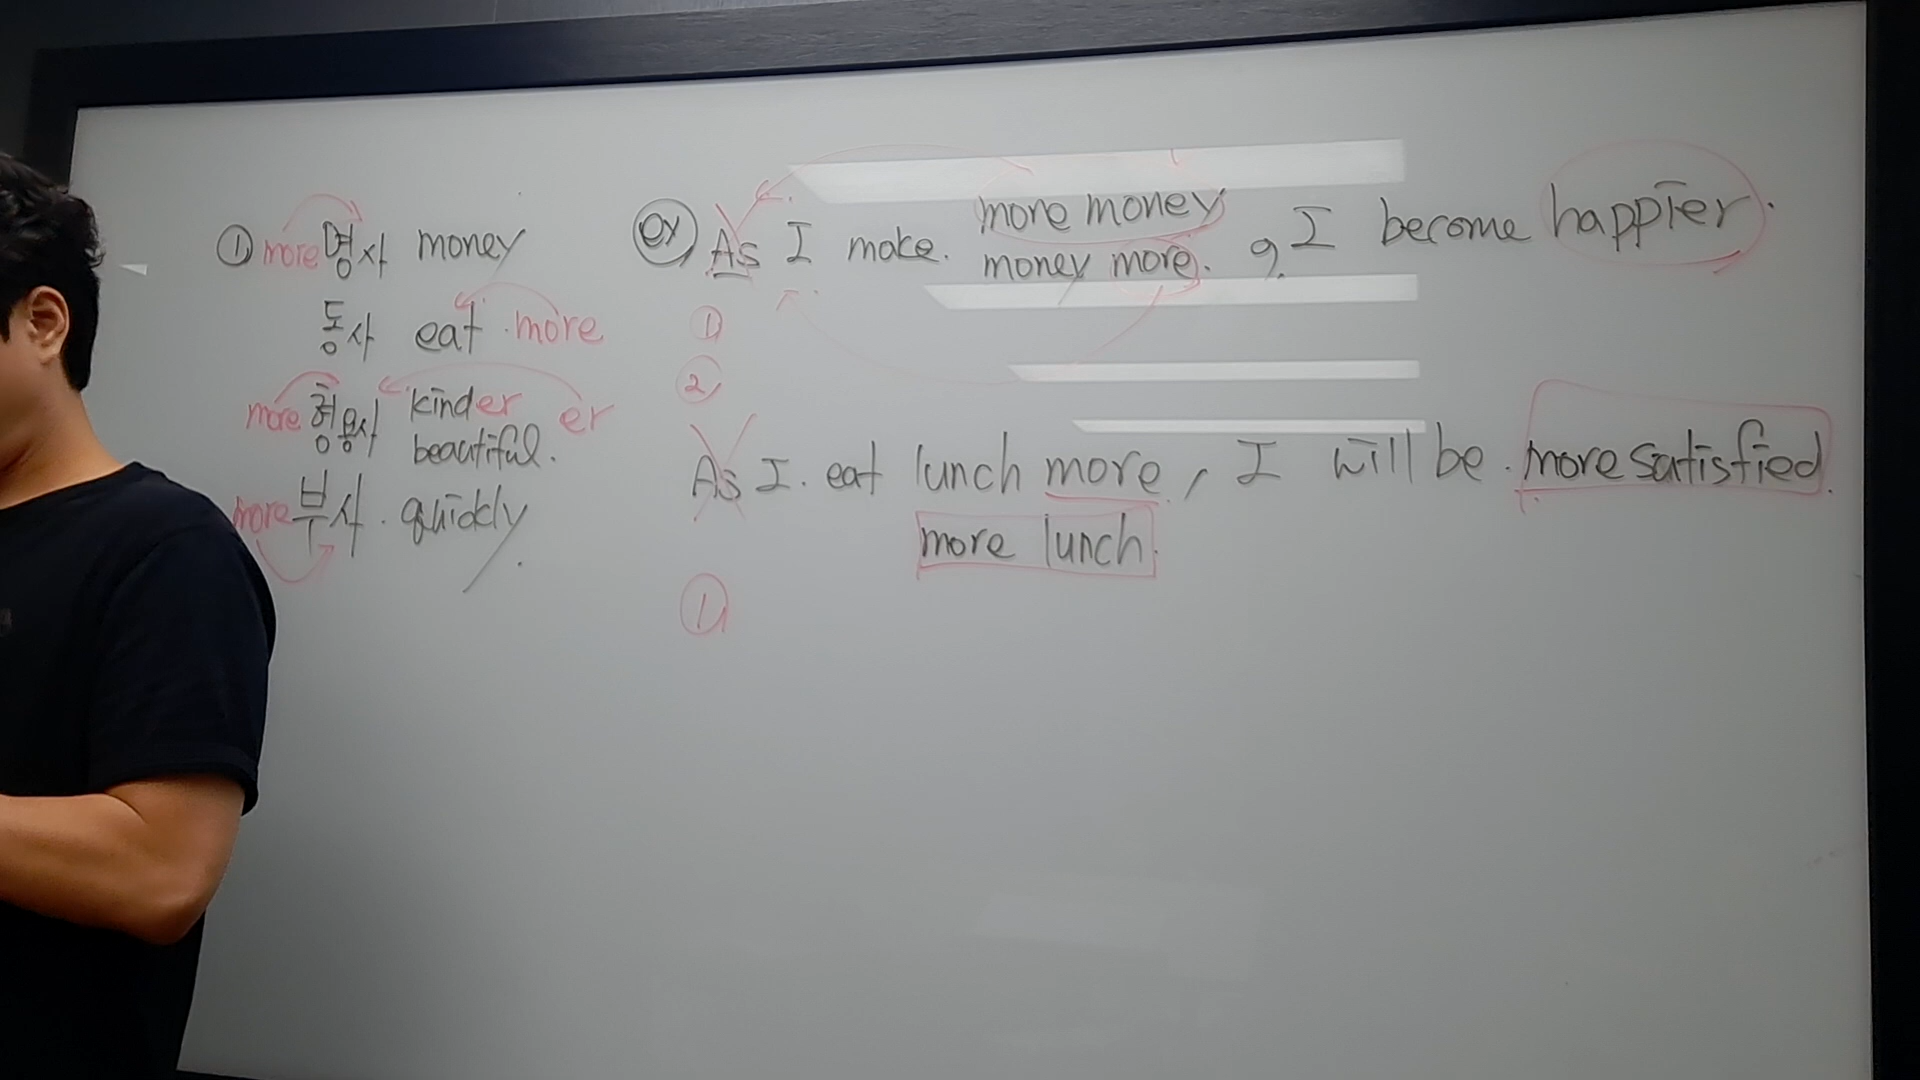 ① more 명사 money
동사 eat more
more 형용사 kinder er
beautiful.
more 부사. quickly
ex As I make. more money
money more. , I become happier.
①
②
As I. eat lunch more, I will be more satisfied
more lunch.
①